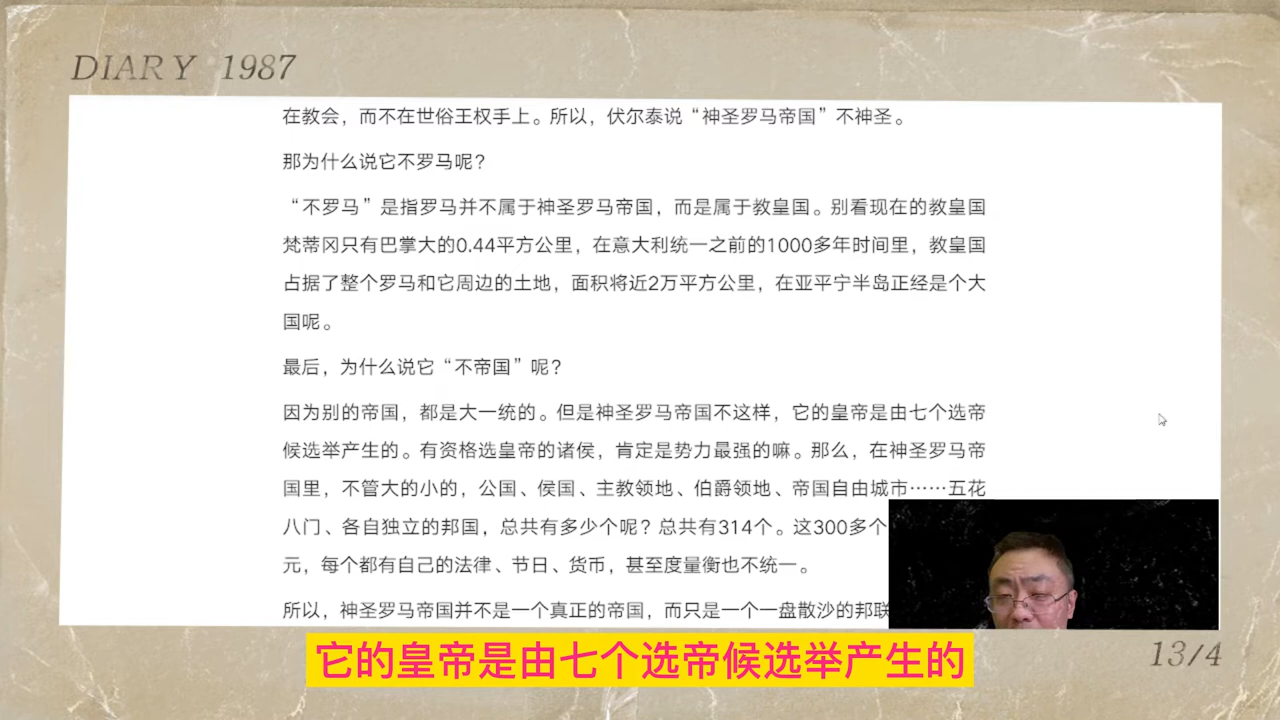 DIARY 1987
在教会，而不在世俗王权手上。所以，伏尔泰说“神圣罗马帝国”不神圣。
那为什么说它不罗马呢？
“不罗马”是指罗马并不属于神圣罗马帝国，而是属于教皇国。别看现在的教皇国
梵蒂冈只有巴掌大的0.44平方公里，在意大利统一之前的1000多年时间里，教皇国
占据了整个罗马和它周边的土地，面积将近2万平方公里，在亚平宁半岛正经是个大
国呢。
最后，为什么说它“不帝国”呢？
因为别的帝国，都是大一统的。但是神圣罗马帝国不这样，它的皇帝是由七个选帝
候选举产生的。有资格选皇帝的诸侯，肯定是势力最强的嘛。那么，在神圣罗马帝
国里，不管大的小的，公国、侯国、主教领地、伯爵领地、帝国自由城市……五花
八门、各自独立的邦国，总共有多少个呢？总共有314个。这300多个
元，每个都有自己的法律、节日、货币，甚至度量衡也不统一。
所以，神圣罗马帝国并不是一个真正的帝国，而只是一个一盘散沙的邦联
它的皇帝是由七个选帝候选举产生的
13/4